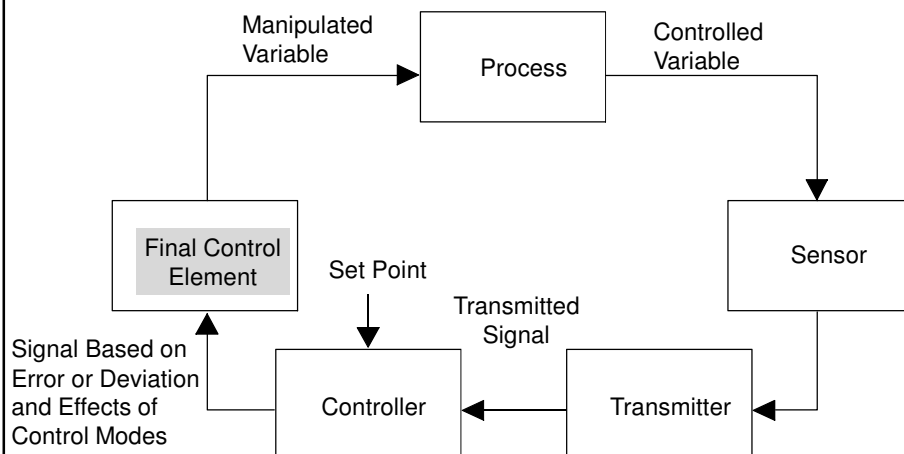 Manipulated
Variable
Process
Controlled
Variable
Final Control
Element
Sensor
Set Point
Transmitted
Signal
Signal Based on
Error or Deviation
and Effects of
Control Modes
Controller
Transmitter